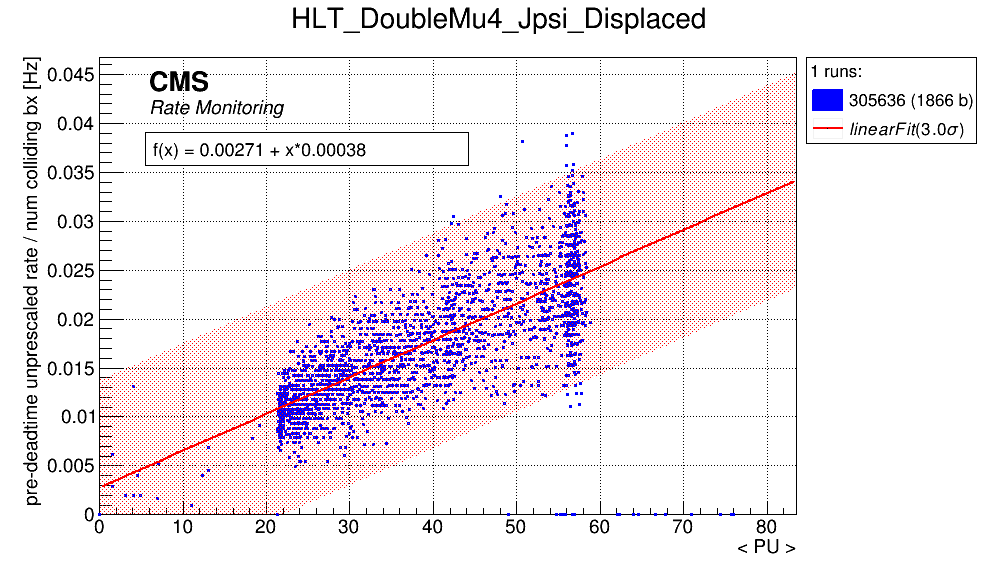 HLT_DoubleMu4_Jpsi_Displaced
pre-deadtime unprescaled rate / num colliding bx [Hz]
0.045
0.04
0.035
0.03
0.025
0.02
0.015
0.01
0.005
0
CMS
Rate Monitoring
f(x) = 0.00271 + x*0.00038
1 runs:
305636 (1866 b)
linearFit(3.0σ)
0 10 20 30 40 50 60 70 80
< PU >